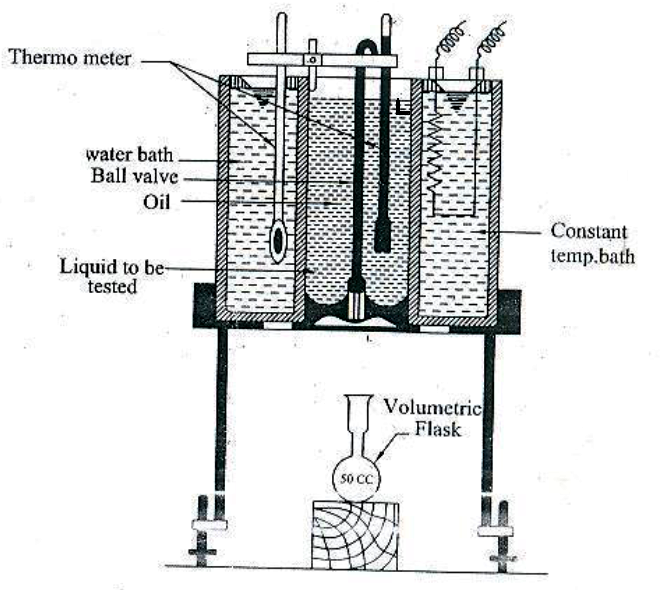 Thermo meter
water bath
Ball valve
Oil
Liquid to be
tested
Constant
temp.bath
Volumetric
Flask
50 CC